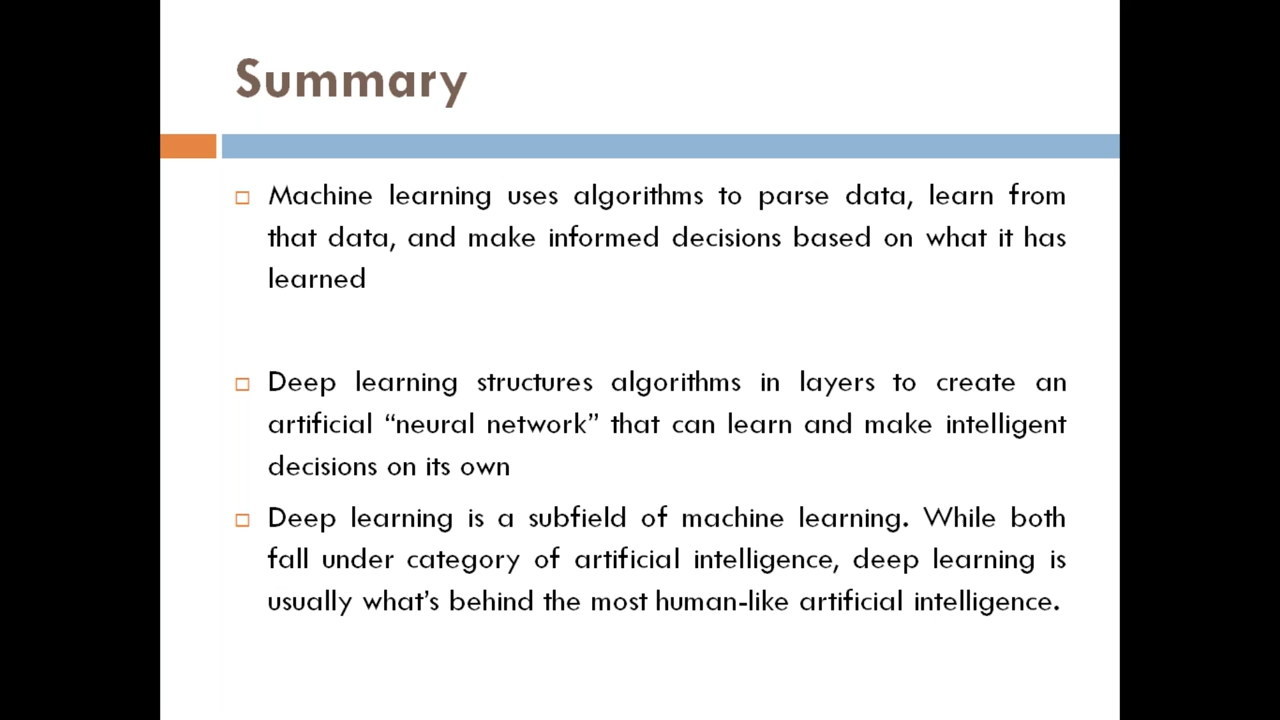 Summary
Machine learning uses algorithms to parse data, learn from
that data, and make informed decisions based on what it has
learned
Deep learning structures algorithms in layers to create an
artificial “neural network” that can learn and make intelligent
decisions on its own
Deep learning is a subfield of machine learning. While both
fall under category of artificial intelligence, deep learning is
usually what’s behind the most human-like artificial intelligence.